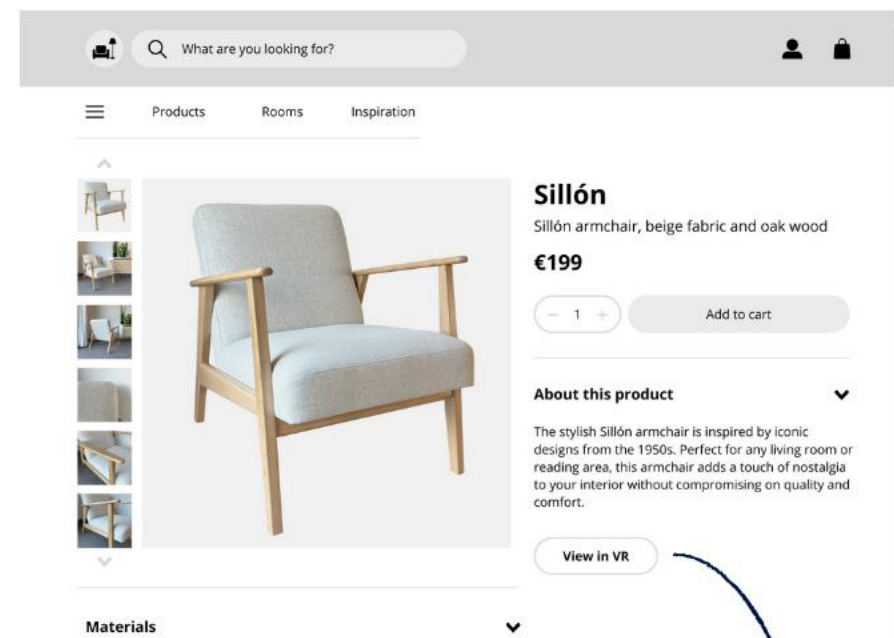 What are you looking for?
Products Rooms Inspiration
Sillón
Sillón armchair, beige fabric and oak wood
€199
− 1 +
Add to cart
About this product
The stylish Sillón armchair is inspired by iconic
designs from the 1950s. Perfect for any living room or
reading area, this armchair adds a touch of nostalgia
to your interior without compromising on quality and
comfort.
View in VR
Materials